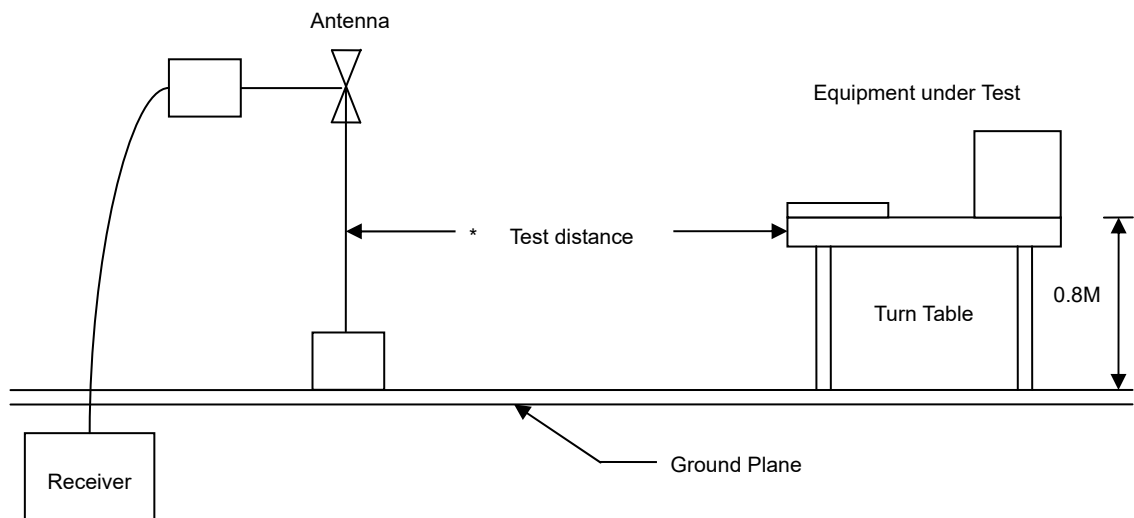 Antenna
Equipment under Test
* Test distance
0.8M
Turn Table
Ground Plane
Receiver